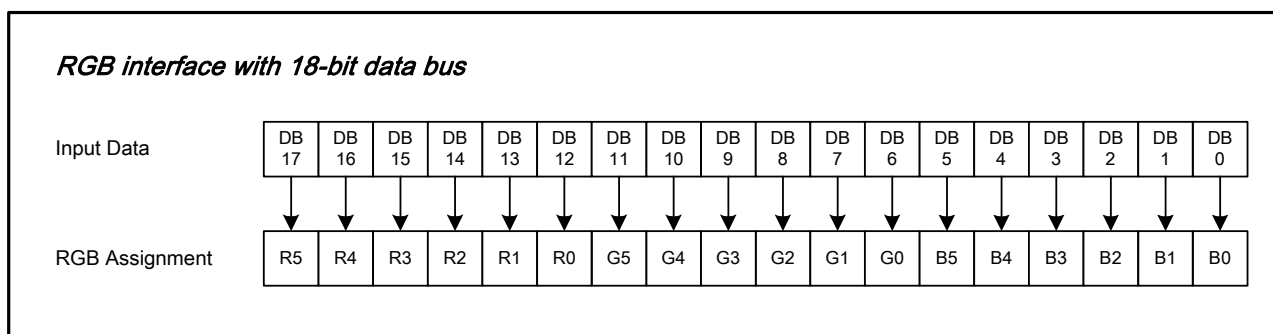 RGB interface with 18-bit data bus
Input Data DB 17 DB 16 DB 15 DB 14 DB 13 DB 12 DB 11 DB 10 DB 9 DB 8 DB 7 DB 6 DB 5 DB 4 DB 3 DB 2 DB 1 DB 0
RGB Assignment R5 R4 R3 R2 R1 R0 G5 G4 G3 G2 G1 G0 B5 B4 B3 B2 B1 B0